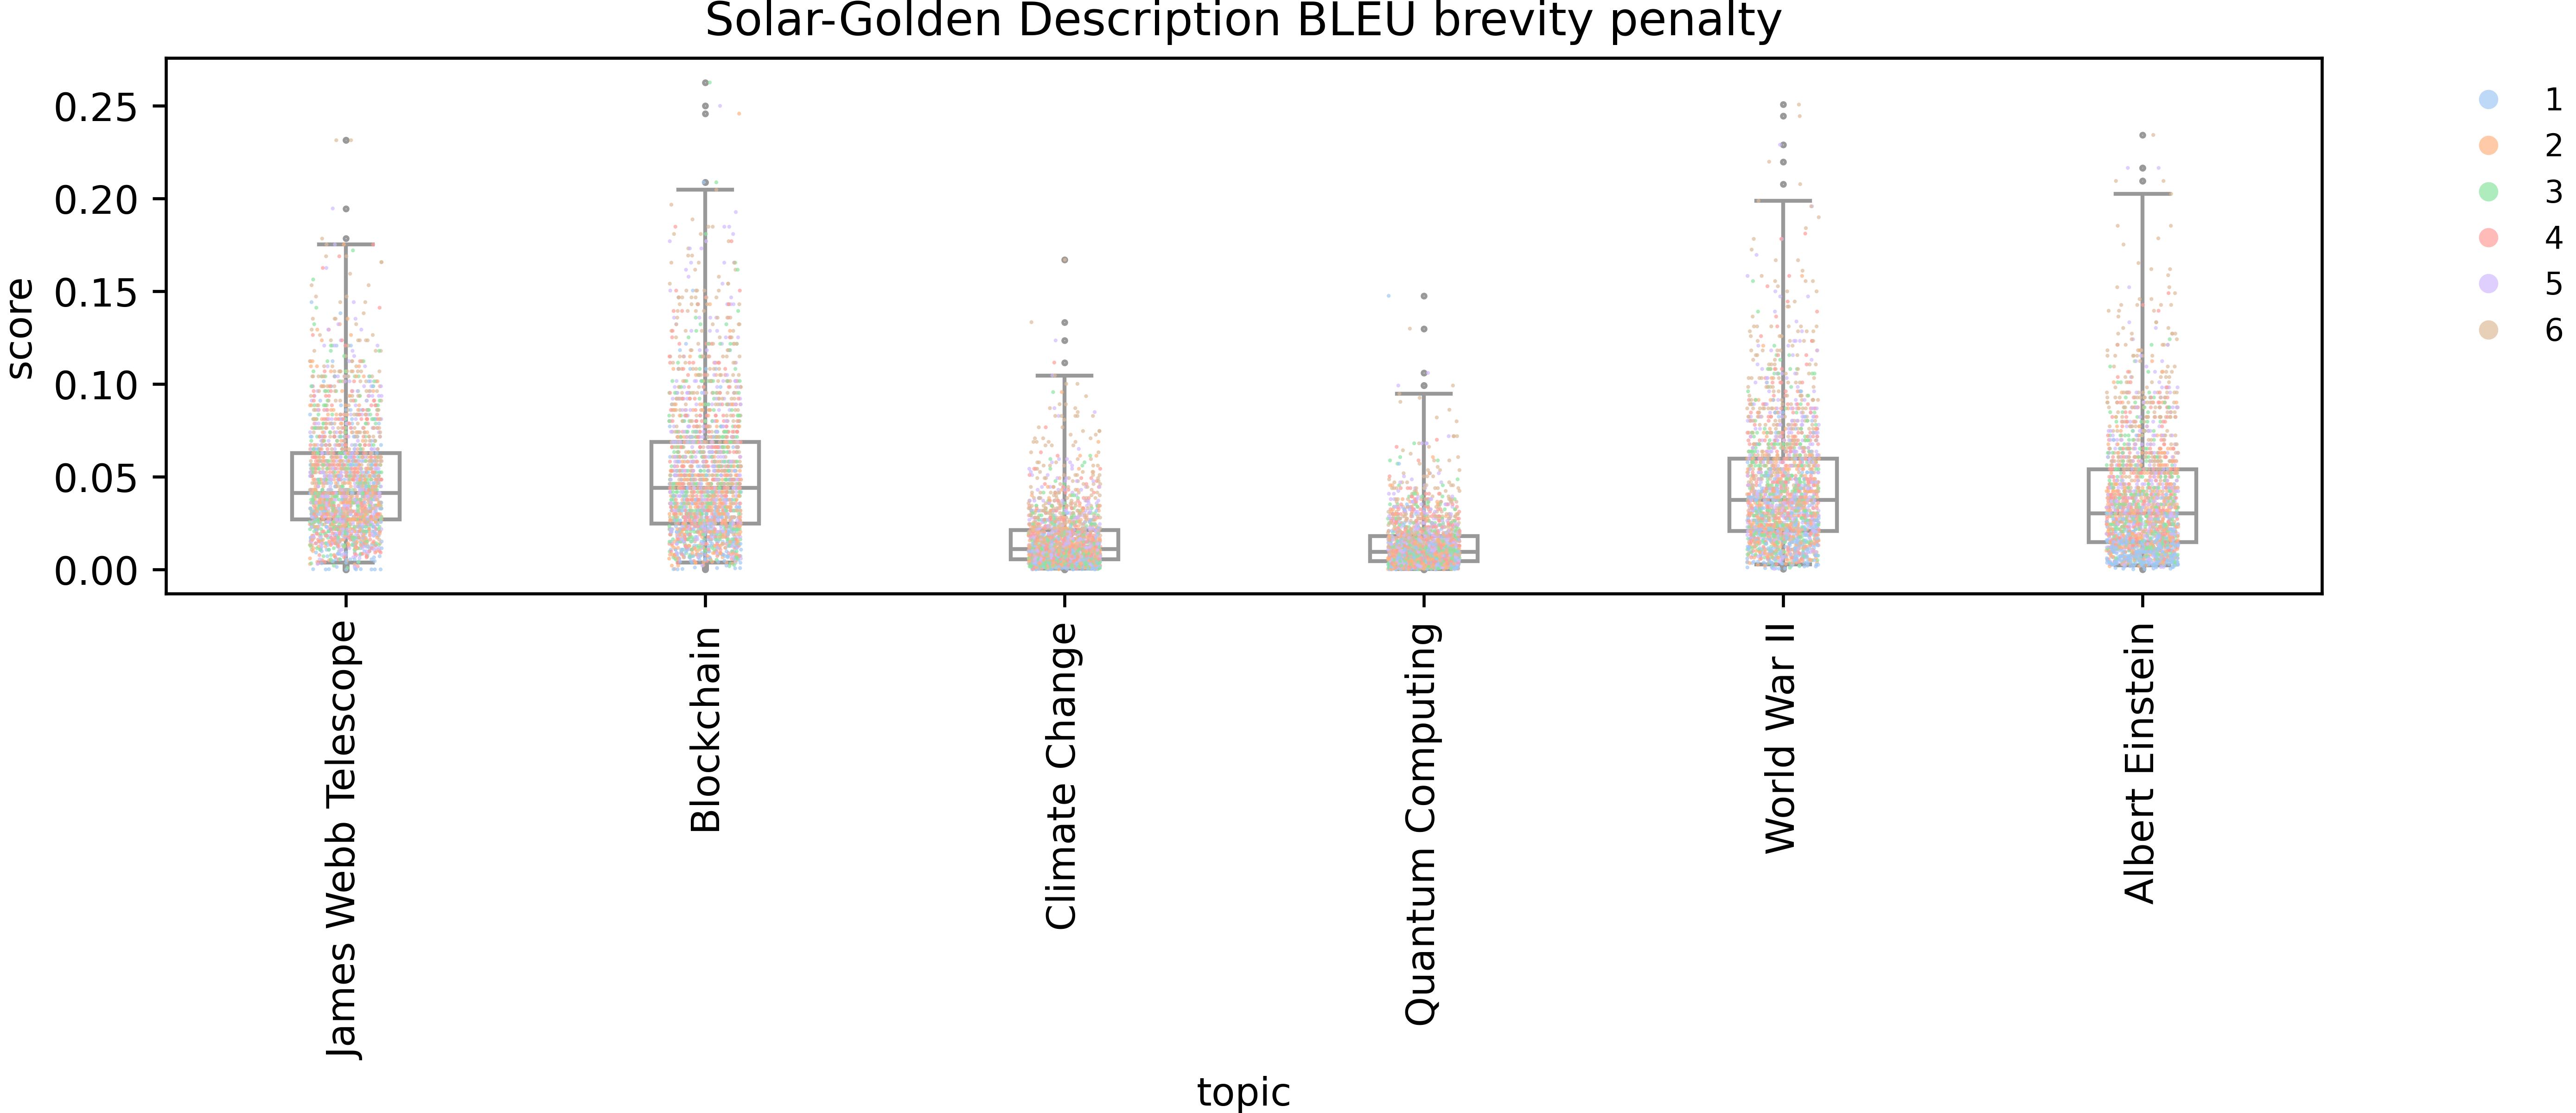 Solar-Golden Description BLEU brevity penalty
score
0.25
0.20
0.15
0.10
0.05
0.00
James Webb Telescope
Blockchain
Climate Change
Quantum Computing
World War II
Albert Einstein
topic
1
2
3
4
5
6